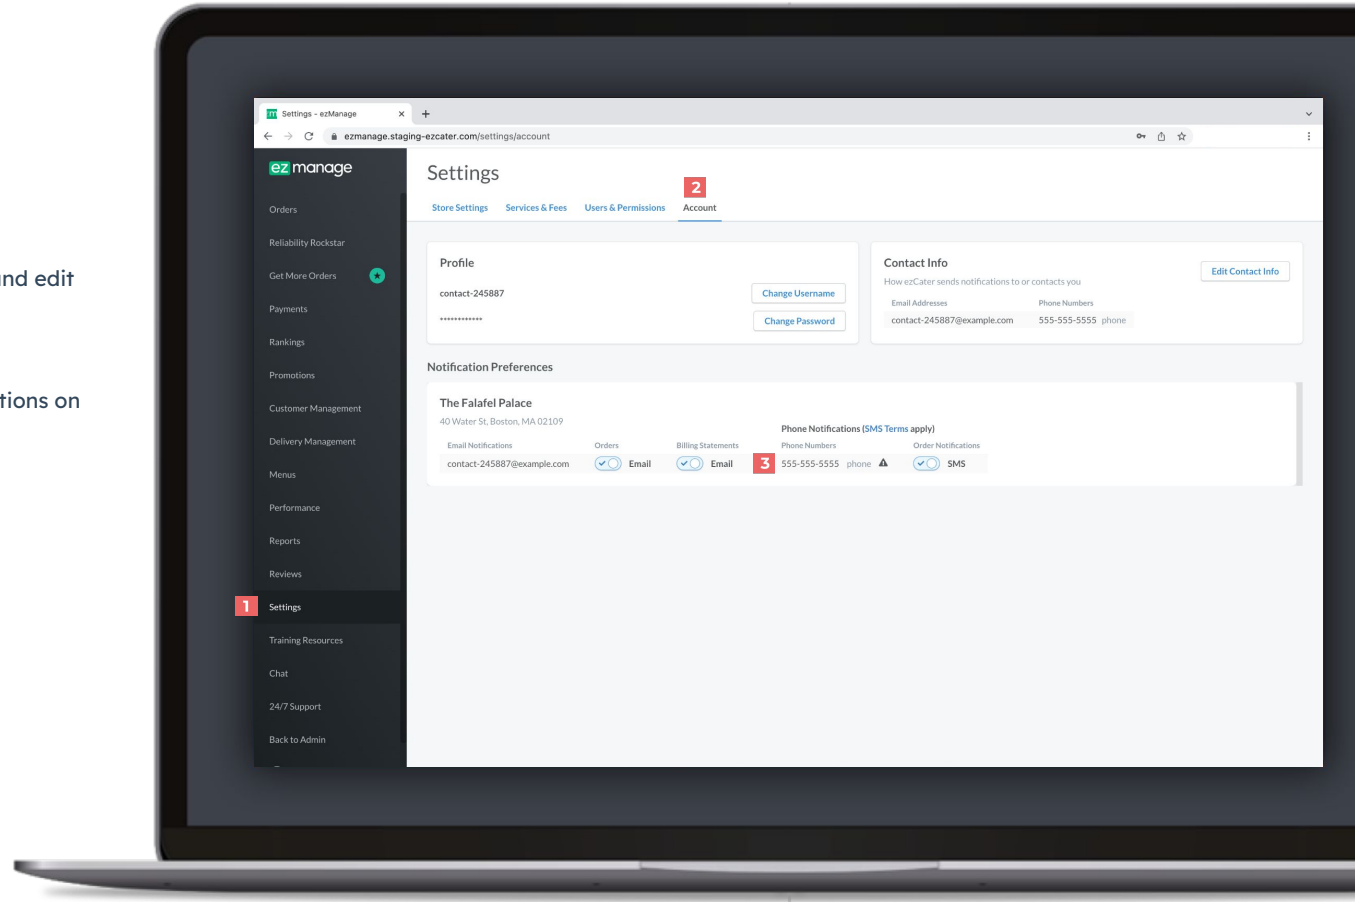 and edit
tions on
Settings - ezManage
ezmanage.staging-ezcater.com/settings/account
ez manage
Orders
Reliability Rockstar
Get More Orders
Payments
Rankings
Promotions
Customer Management
Delivery Management
Menus
Performance
Reports
Reviews
1 Settings
Training Resources
Chat
24/7 Support
Back to Admin
Settings
2
Store Settings Services & Fees Users & Permissions Account
Profile
contact-245887 Change Username
************ Change Password
Contact Info
Edit Contact Info
How ezCater sends notifications to or contacts you
Email Addresses Phone Numbers
contact-245887@example.com 555-555-5555 phone
Notification Preferences
The Falafel Palace
40 Water St, Boston, MA 02109
Phone Notifications (SMS Terms apply)
Email Notifications Orders Billing Statements Phone Numbers Order Notifications
contact-245887@example.com Email Email 3 555-555-5555 phone SMS